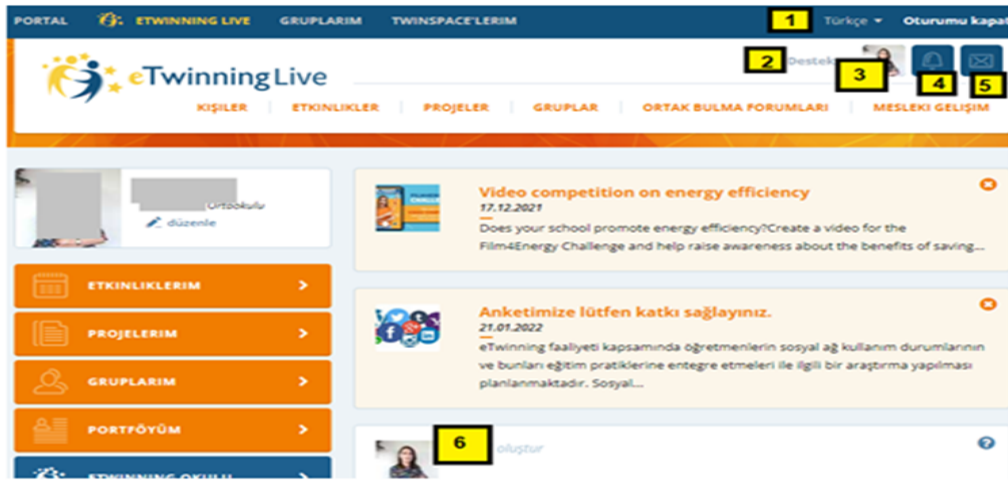 PORTAL ETWINNING LIVE GRUPLARIM TWINSPACE'LERIM 1 Türkçe Oturumu kapat
2 Destek 3 4 5
eTwinning Live
KIŞILER ETKINLIKLER PROJELER GRUPLAR ORTAK BULMA FORUMLARI MESLEKI GELIŞIM
Ortaokulu
düzenle
ETKINLIKLERIM
PROJELERIM
GRUPLARIM
PORTFÖYÜM
ETWINNING OKULU
Video competition on energy efficiency
17.12.2021
Does your school promote energy efficiency?Create a video for the
Film4Energy Challenge and help raise awareness about the benefits of saving...
Anketimize lütfen katkı sağlayınız.
21.01.2022
eTwinning faaliyeti kapsamında öğretmenlerin sosyal ağ kullanım durumlarının
ve bunları eğitim pratiklerine entegre etmeleri ile ilgili bir araştırma yapılması
planlanmaktadır. Sosyal...
6 oluştur